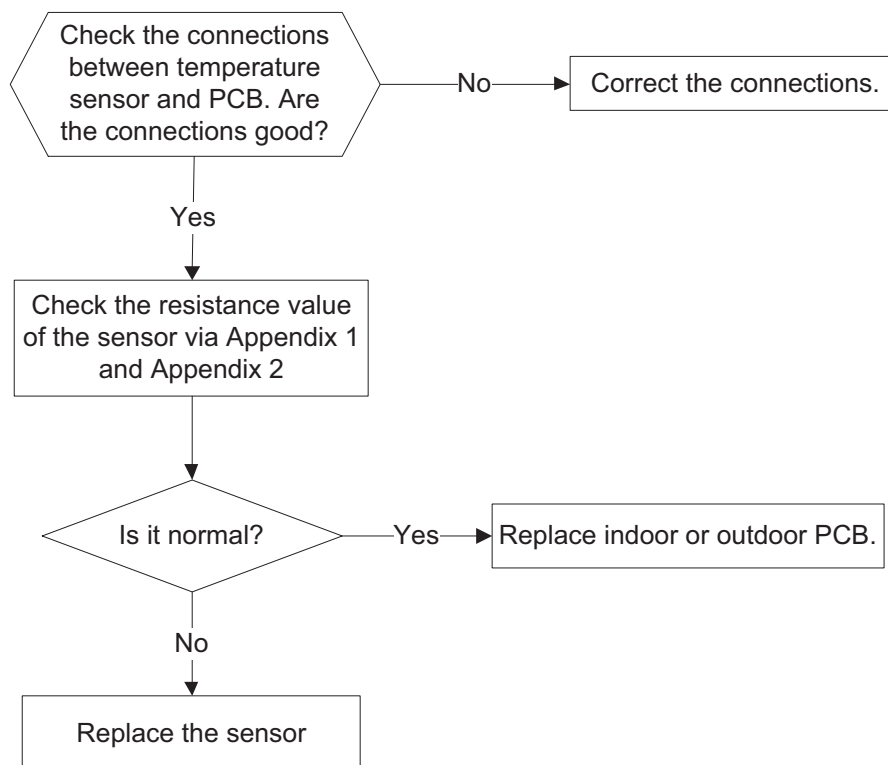 Check the connections
between temperature
sensor and PCB. Are
the connections good?
No
Correct the connections.
Yes
Check the resistance value
of the sensor via Appendix 1
and Appendix 2
Is it normal?
Yes
Replace indoor or outdoor PCB.
No
Replace the sensor